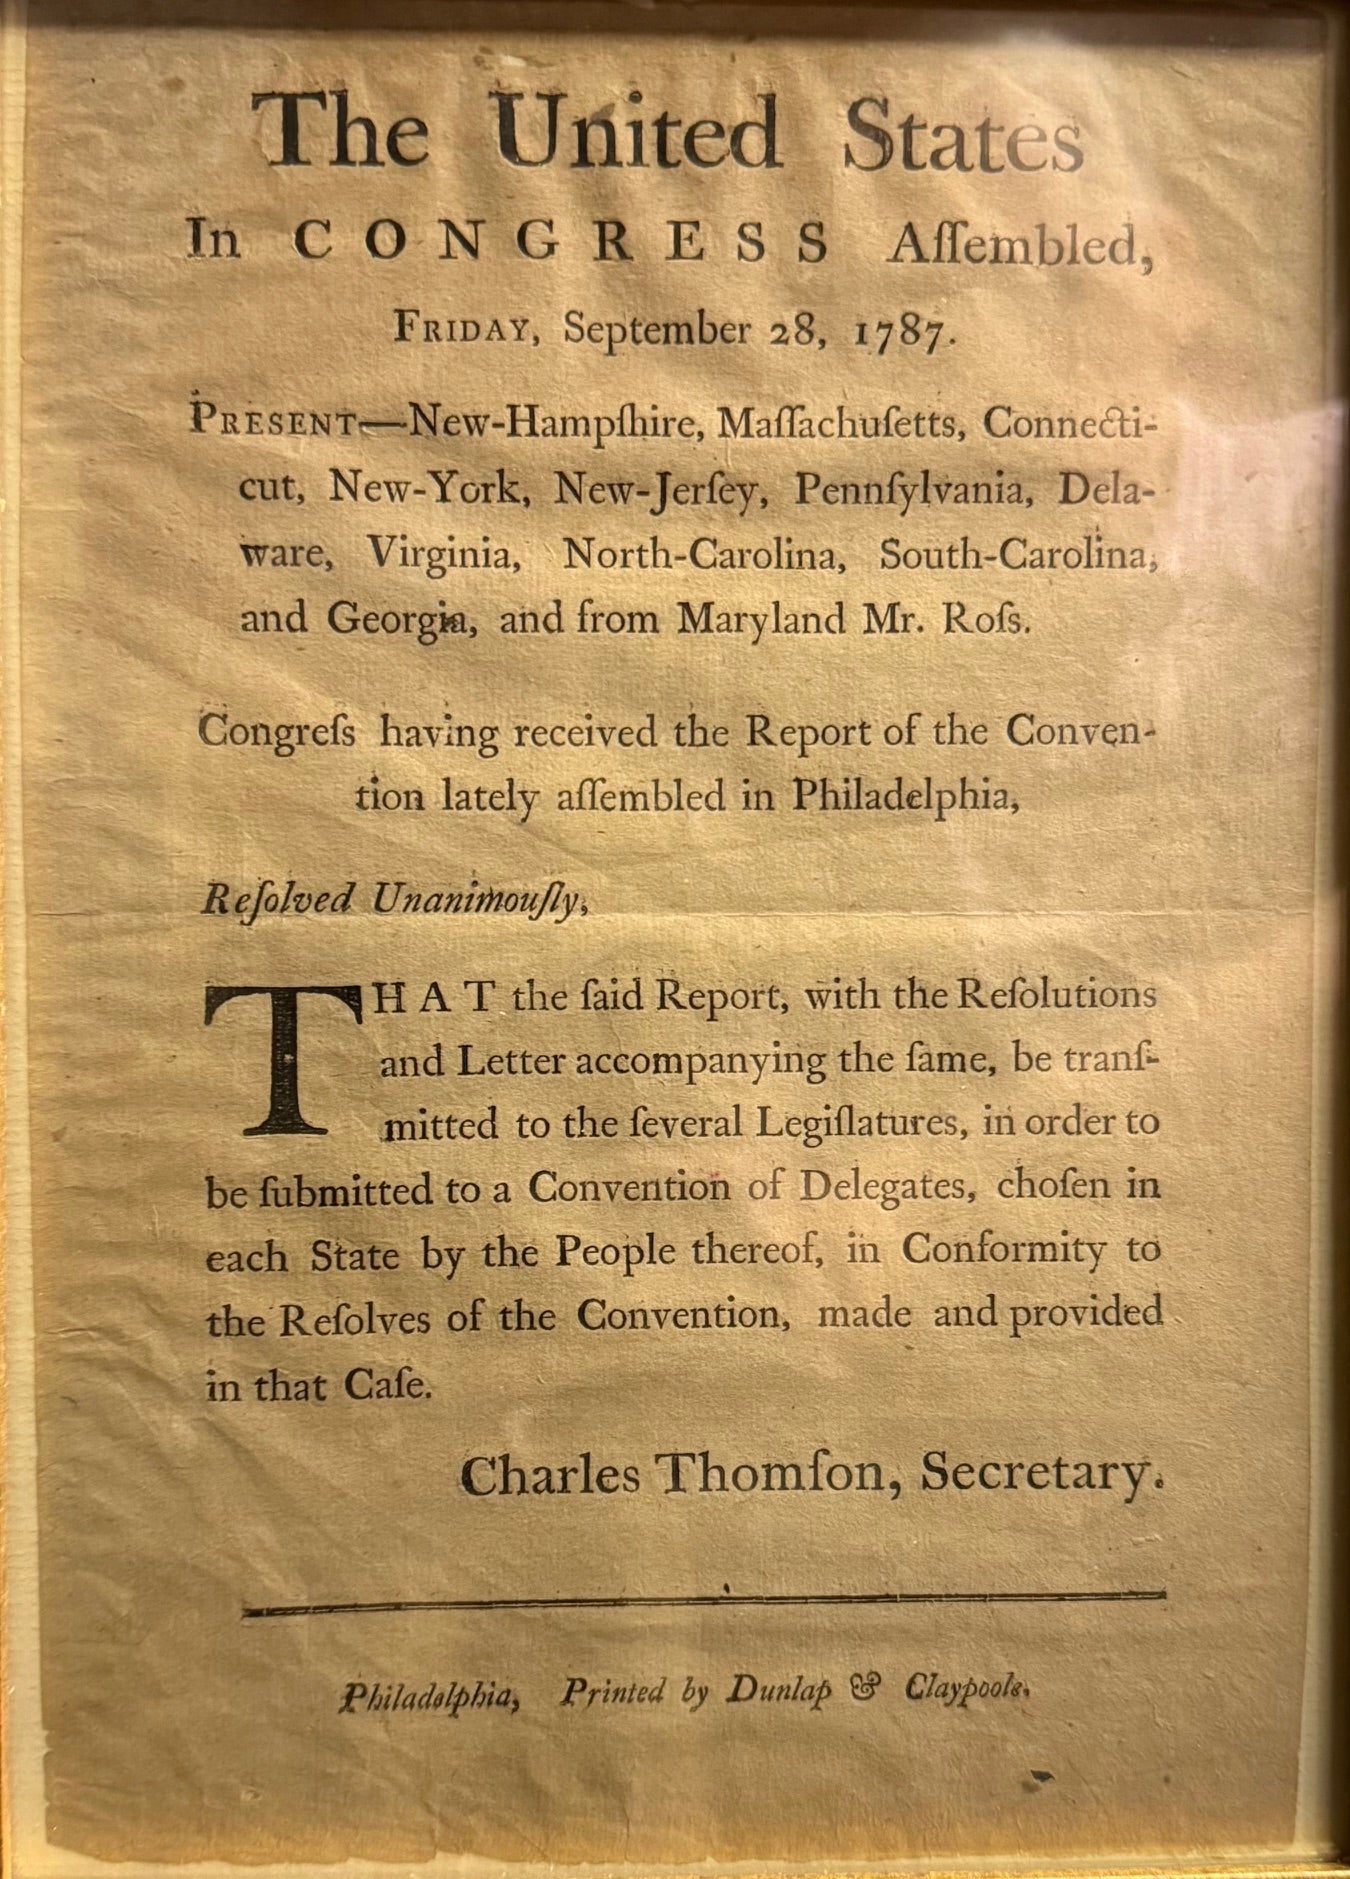 The United States
In CONGRESS Aſſembled,
FRIDAY, September 28, 1787.
PRESENT—New-Hampſhire, Maſſachuſetts, Connecti-
cut, New-York, New-Jerſey, Pennſylvania, Dela-
ware, Virginia, North-Carolina, South-Carolina,
and Georgia, and from Maryland Mr. Roſs.
Congreſs having received the Report of the Conven-
tion lately aſſembled in Philadelphia,
Reſolved Unanimouſly,
THAT the ſaid Report, with the Reſolutions
and Letter accompanying the ſame, be tranſ-
mitted to the ſeveral Legiſlatures, in order to
be ſubmitted to a Convention of Delegates, choſen in
each State by the People thereof, in Conformity to
the Reſolves of the Convention, made and provided
in that Caſe.
Charles Thomſon, Secretary.
Philadelphia, Printed by Dunlap & Claypoole.